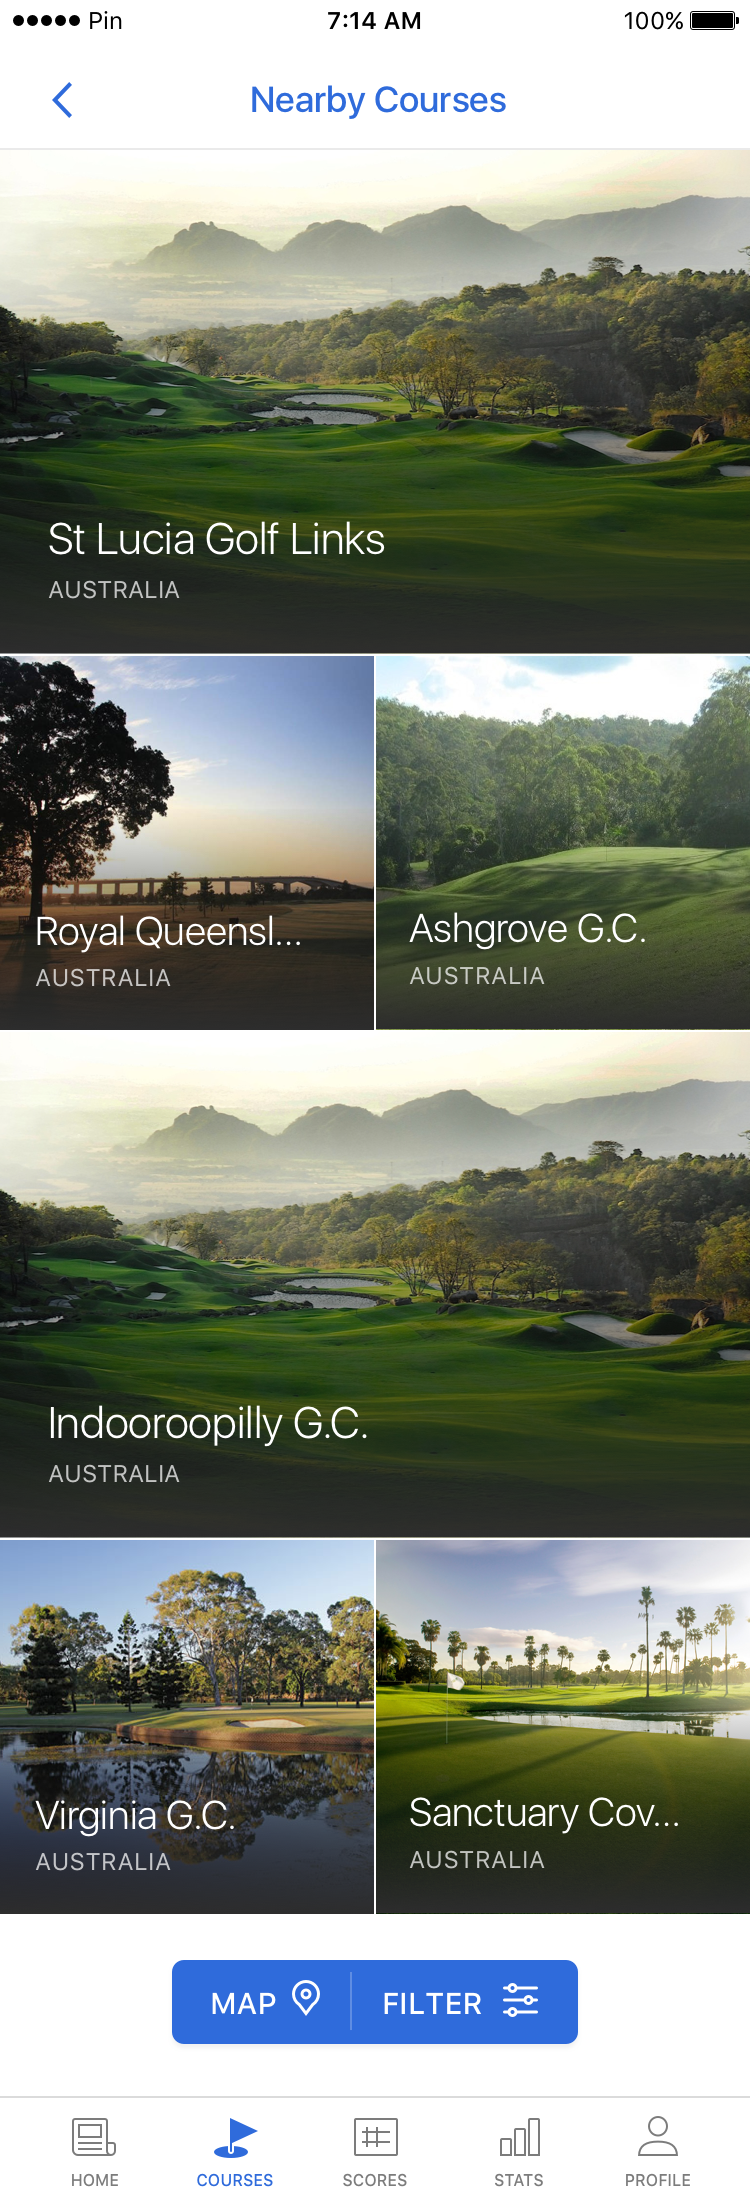 Pin 7:14 AM 100%
Nearby Courses
St Lucia Golf Links
AUSTRALIA
Royal Queensl...
AUSTRALIA
Ashgrove G.C.
AUSTRALIA
Indooroopilly G.C.
AUSTRALIA
Virginia G.C.
AUSTRALIA
Sanctuary Cov...
AUSTRALIA
MAP FILTER
HOME COURSES SCORES STATS PROFILE